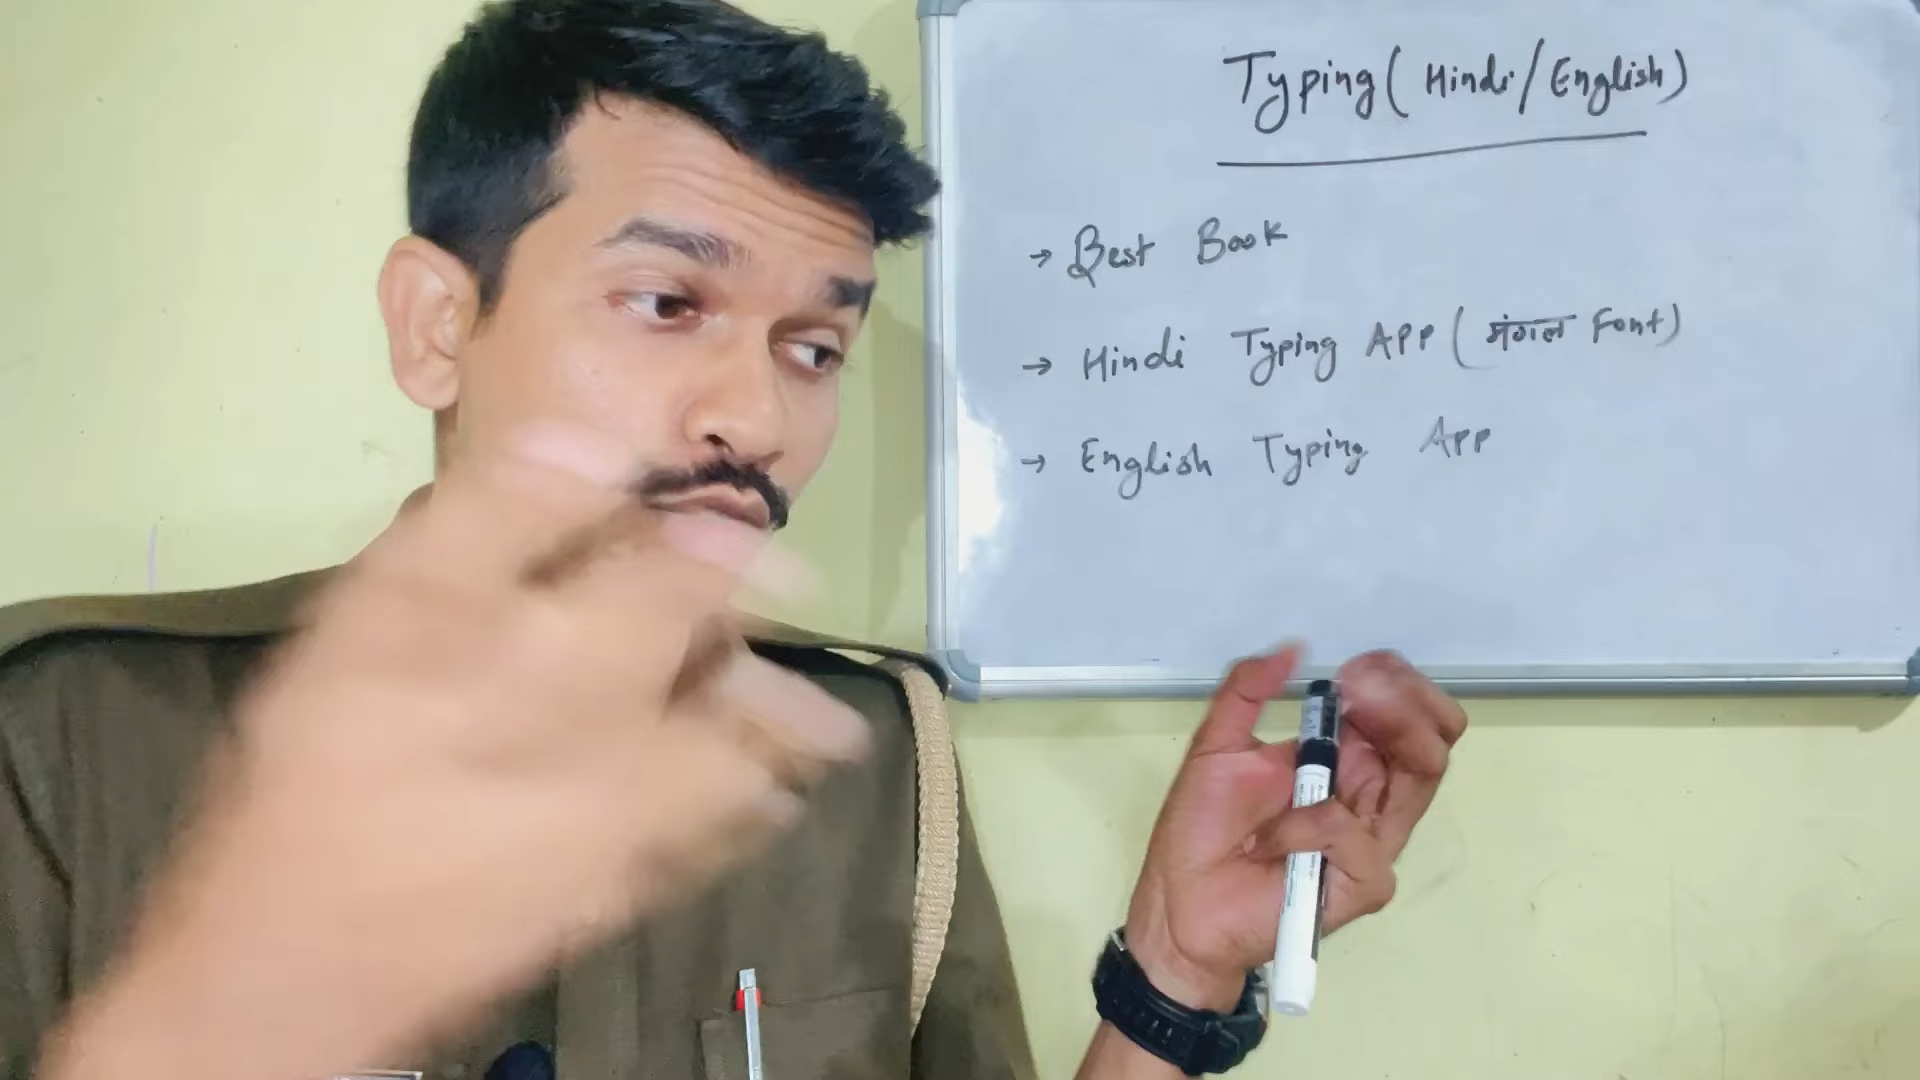 Typing ( Hindi / English )
→ Best Book
→ Hindi Typing APP ( मंगल Font )
→ English Typing APP